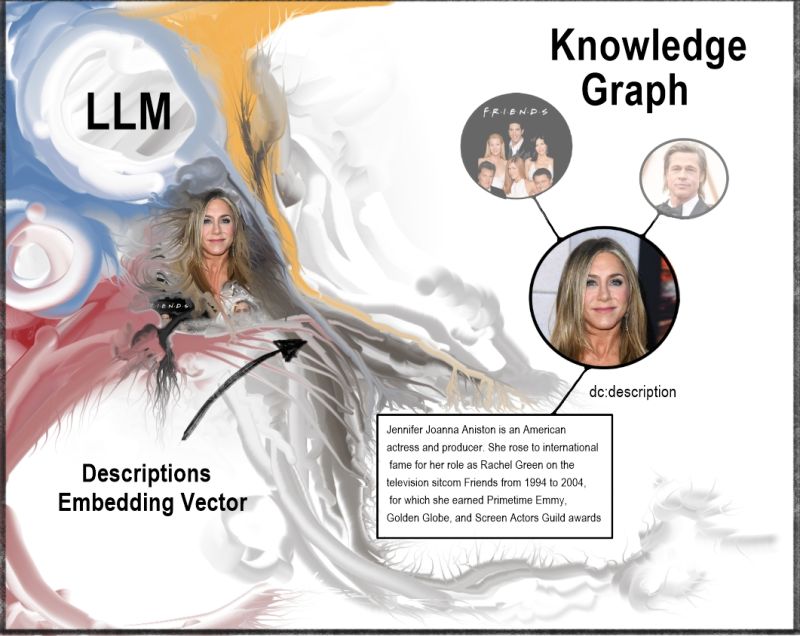 LLM
Knowledge
Graph
F·R·I·E·N·D·S
I·E·N·D·S
dc:description
Jennifer Joanna Aniston is an American
actress and producer. She rose to international
fame for her role as Rachel Green on the
television sitcom Friends from 1994 to 2004,
for which she earned Primetime Emmy,
Golden Globe, and Screen Actors Guild awards
Descriptions
Embedding Vector